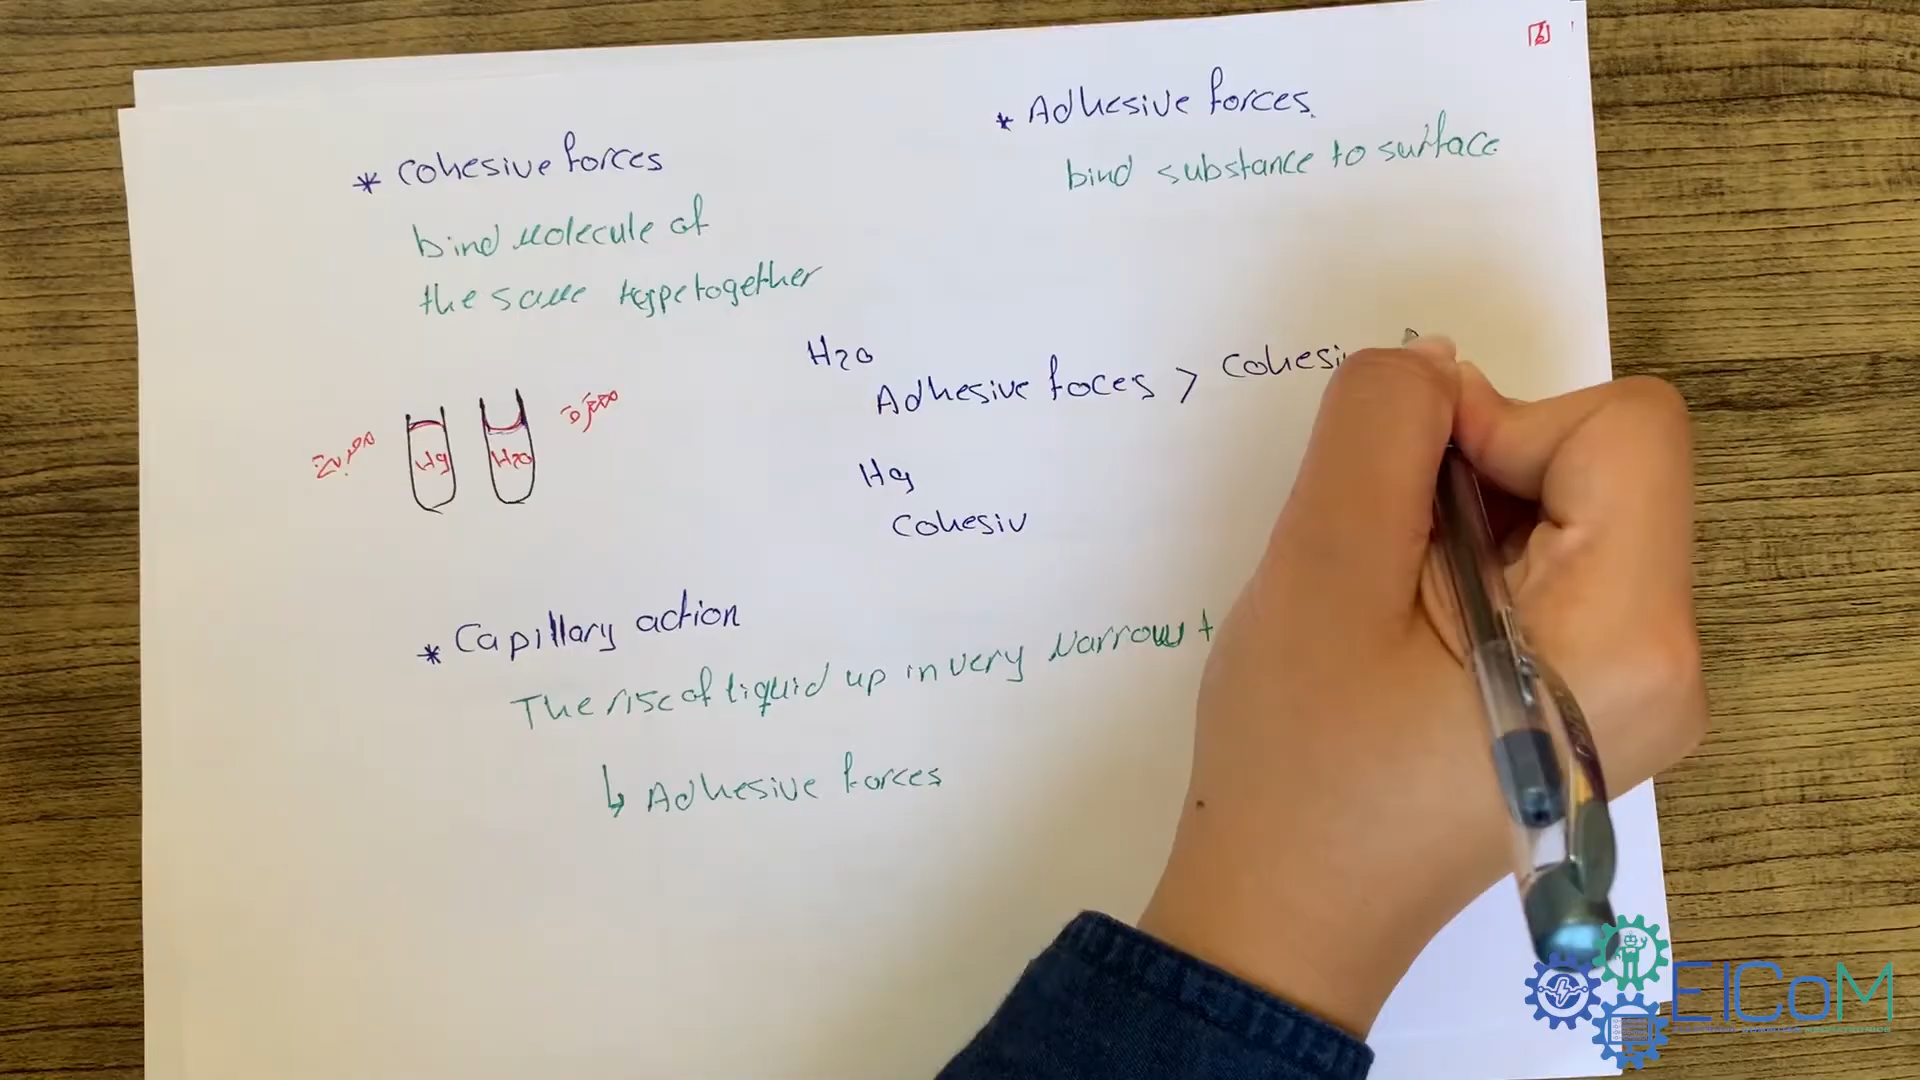 * Adhesive forces
bind substance to surface
* Cohesive forces
bind molecule of
the same type together
H2O
Adhesive foces > Cohesi
Hg
Cohesiv
Hg
H2O
* Capillary action
The rise of liquid up in very narrow t
↳ Adhesive forces
EICoM